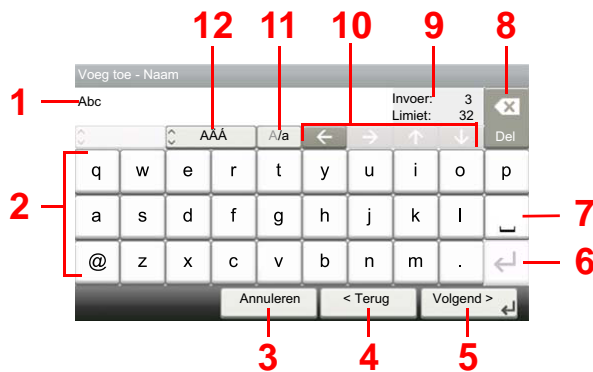 12 11 10 9 8
Voeg toe - Naam
1 Abc Invoer: 3
Limiet: 32
AÂÁ A/a ← → ↑ ↓ Del
2 q w e r t y u i o p
a s d f g h j k l ⎵ 7
@ z x c v b n m . ↵ 6
Annuleren < Terug Volgend > ↵
3 4 5